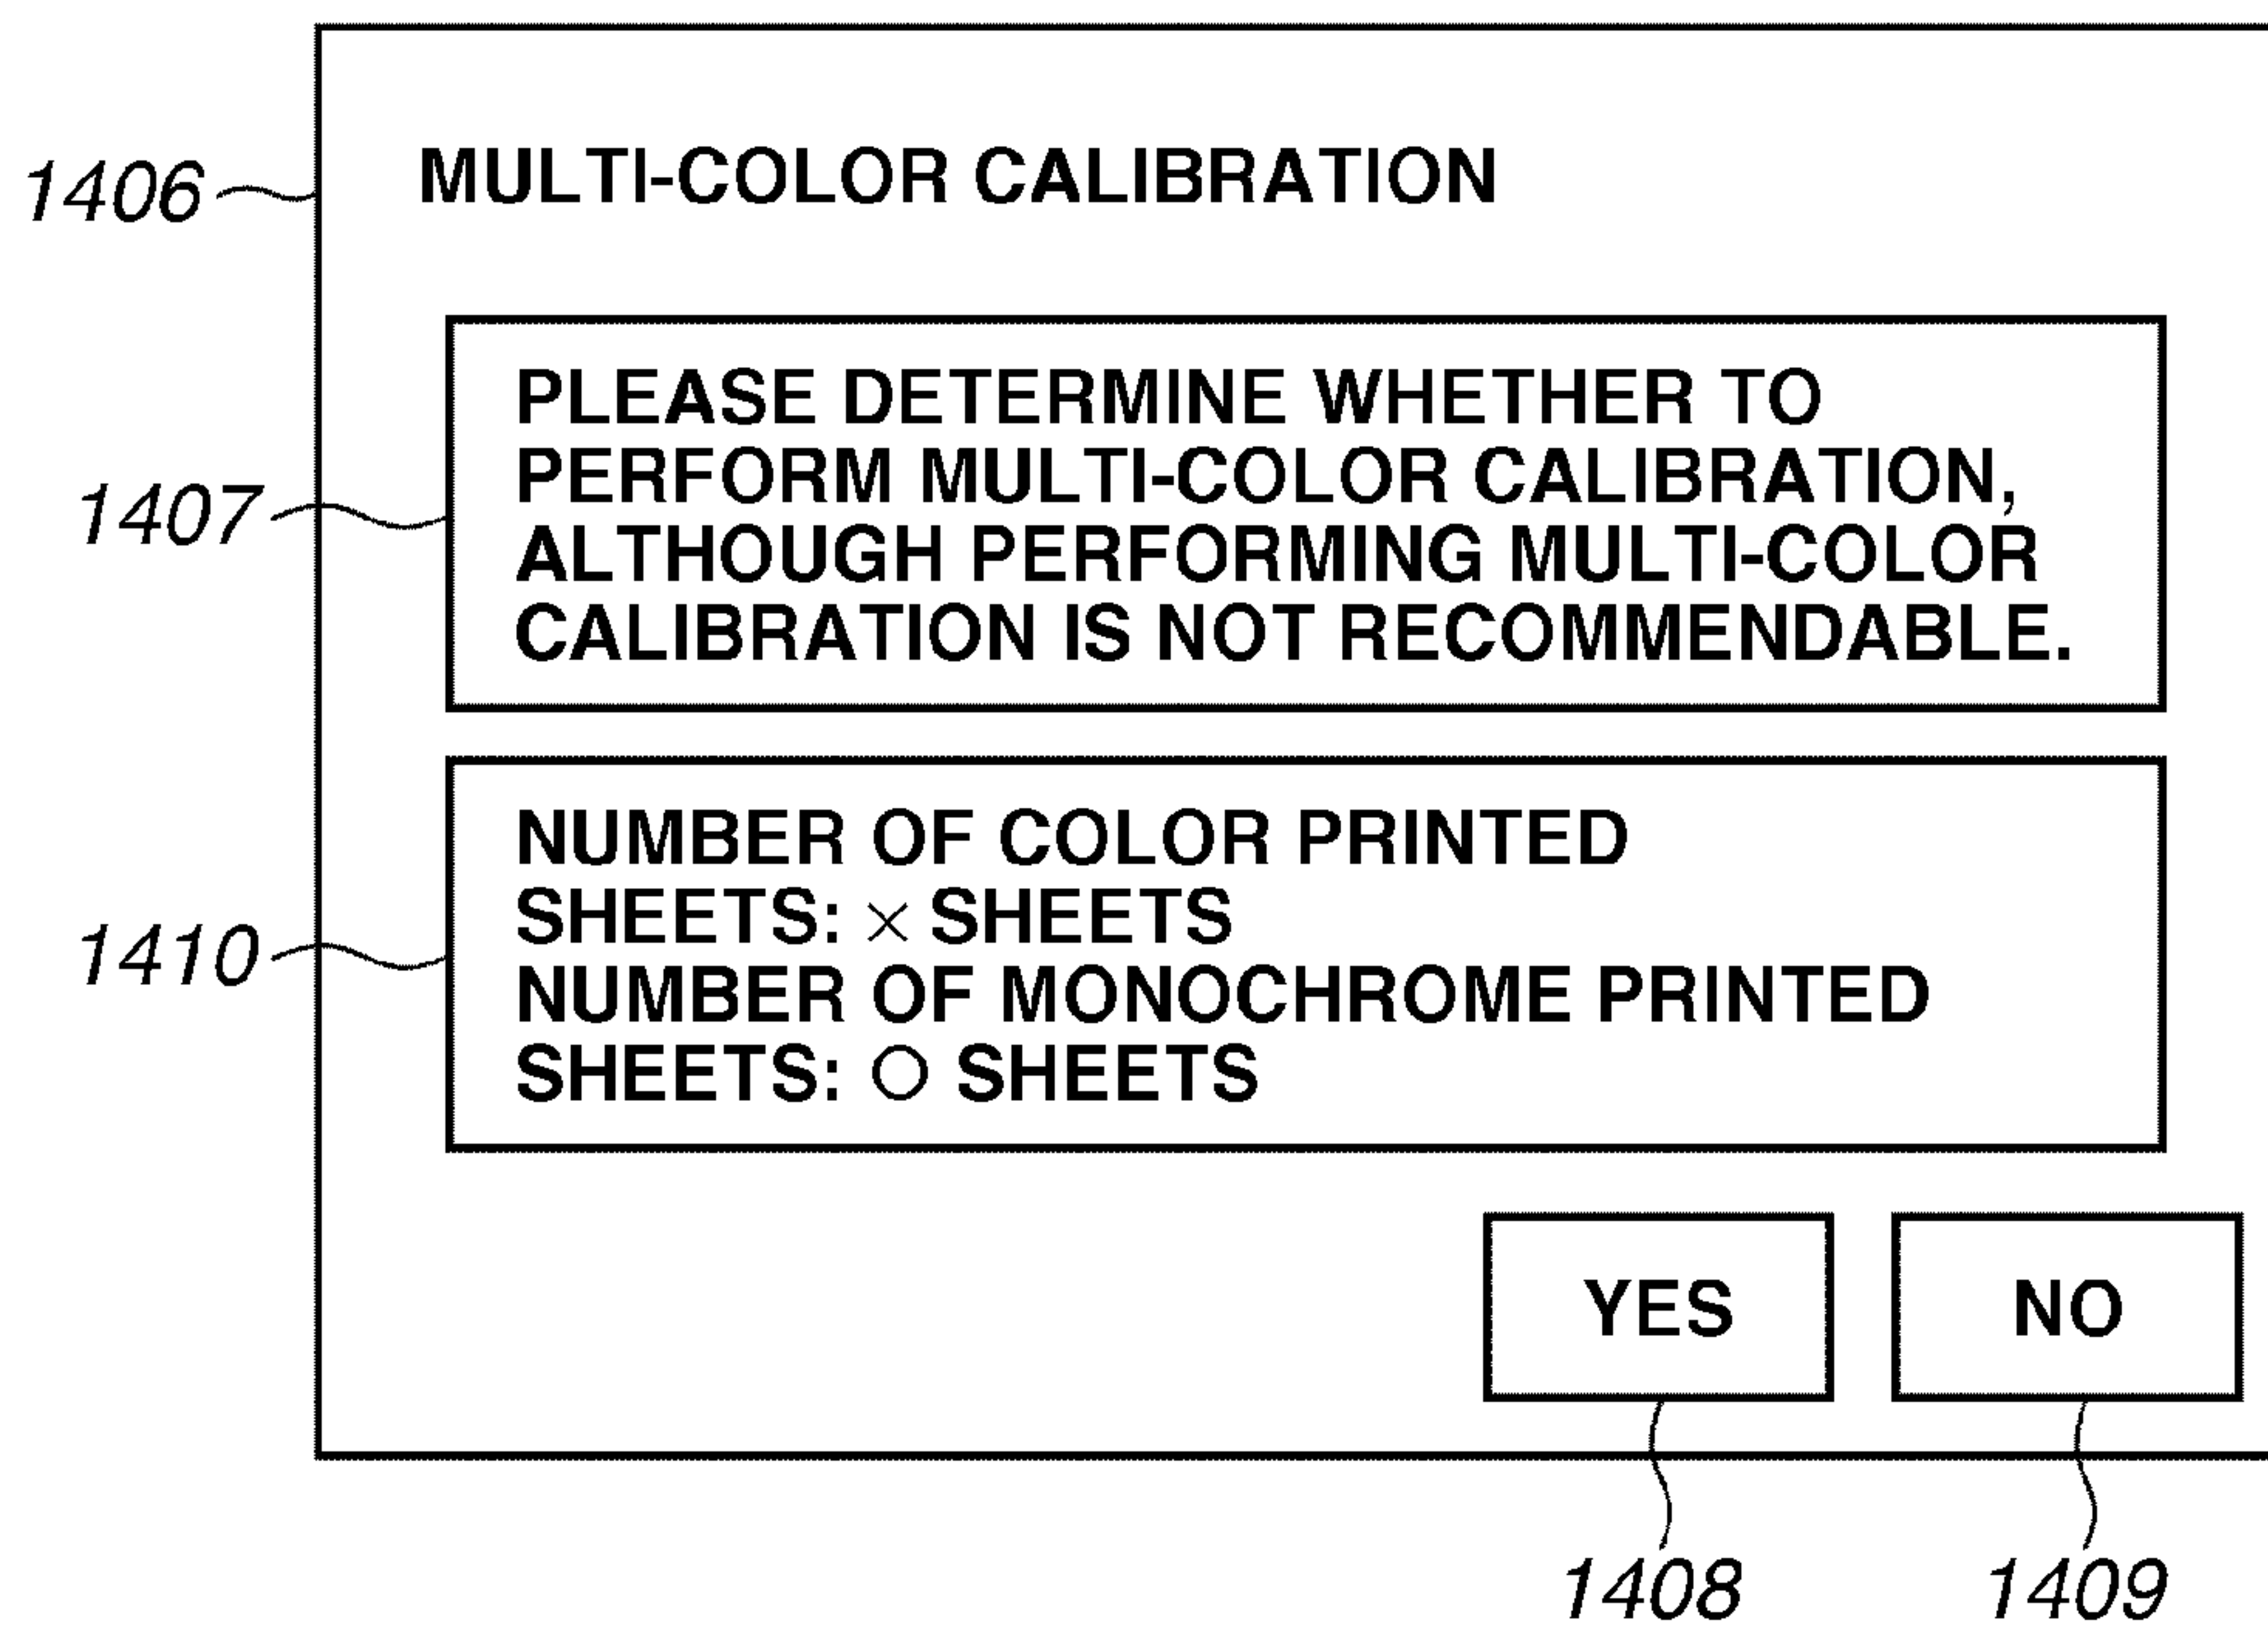 1406
MULTI-COLOR CALIBRATION
1407
PLEASE DETERMINE WHETHER TO
PERFORM MULTI-COLOR CALIBRATION,
ALTHOUGH PERFORMING MULTI-COLOR
CALIBRATION IS NOT RECOMMENDABLE.
1410
NUMBER OF COLOR PRINTED
SHEETS: × SHEETS
NUMBER OF MONOCHROME PRINTED
SHEETS: ○ SHEETS
YES
NO
1408
1409